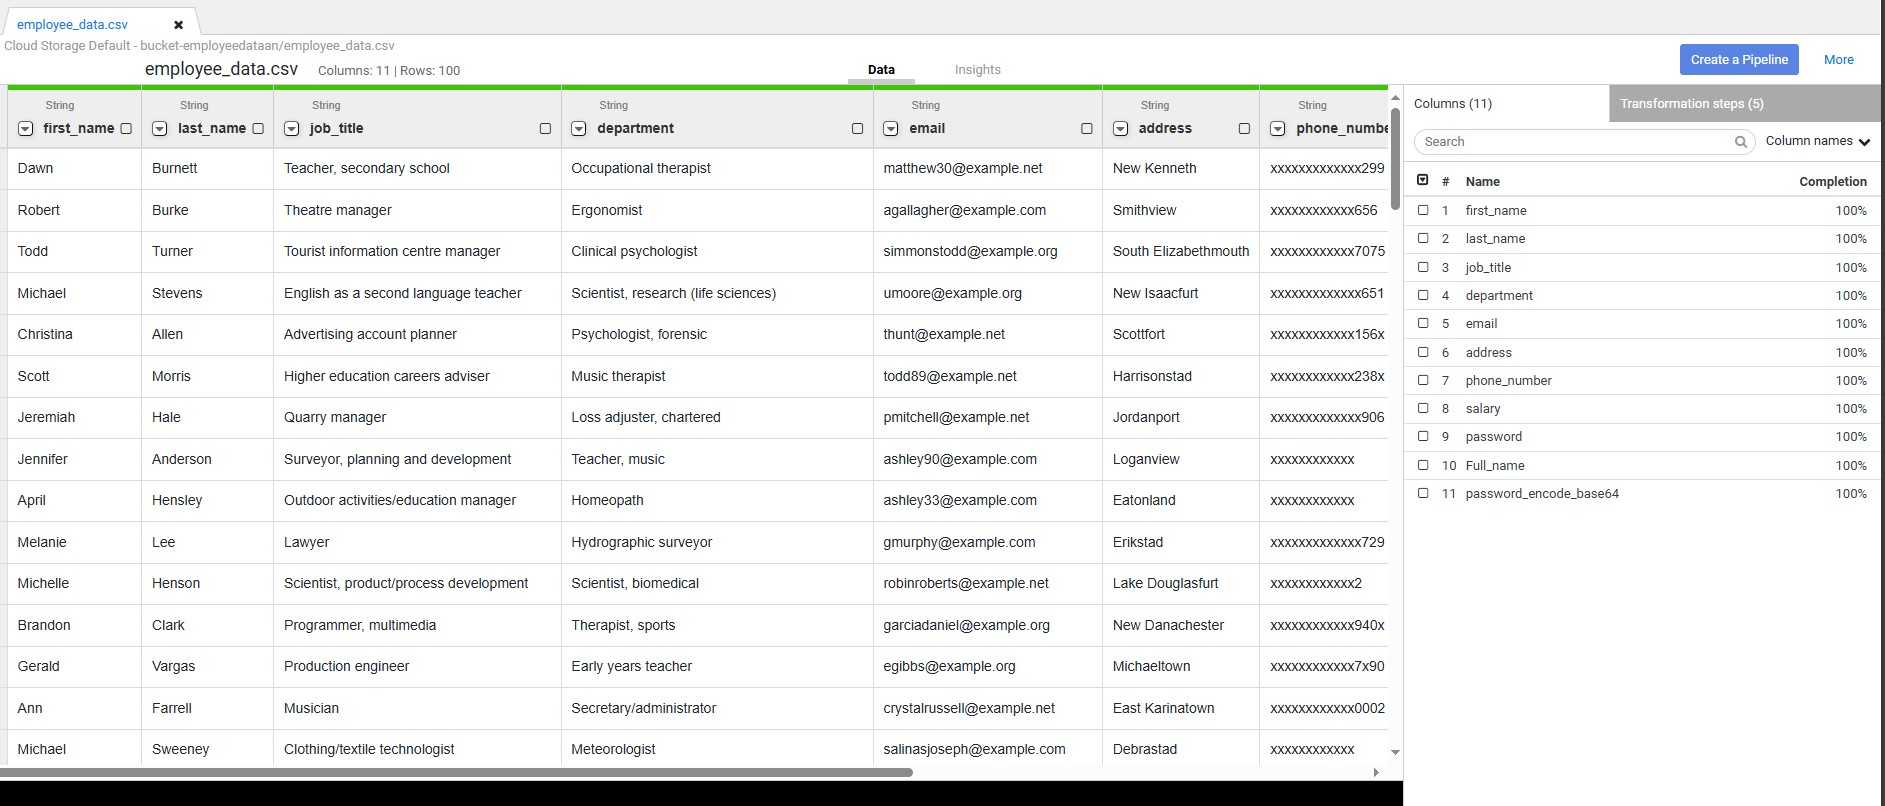 employee_data.csv
Cloud Storage Default - bucket-employeedataan/employee_data.csv
employee_data.csv Columns: 11 | Rows: 100 Data Insights Create a Pipeline More
String String String String String String String
first_name last_name job_title department email address phone_numbe
Dawn Burnett Teacher, secondary school Occupational therapist matthew30@example.net New Kenneth xxxxxxxxxxxxx299
Robert Burke Theatre manager Ergonomist agallagher@example.com Smithview xxxxxxxxxxxx656
Todd Turner Tourist information centre manager Clinical psychologist simmonstodd@example.org South Elizabethmouth xxxxxxxxxxxx7075
Michael Stevens English as a second language teacher Scientist, research (life sciences) umoore@example.org New Isaacfurt xxxxxxxxxxxxx651
Christina Allen Advertising account planner Psychologist, forensic thunt@example.net Scottfort xxxxxxxxxxxx156x
Scott Morris Higher education careers adviser Music therapist todd89@example.net Harrisonstad xxxxxxxxxxxx238x
Jeremiah Hale Quarry manager Loss adjuster, chartered pmitchell@example.net Jordanport xxxxxxxxxxxxx906
Jennifer Anderson Surveyor, planning and development Teacher, music ashley90@example.com Loganview xxxxxxxxxxxx
April Hensley Outdoor activities/education manager Homeopath ashley33@example.com Eatonland xxxxxxxxxxxx
Melanie Lee Lawyer Hydrographic surveyor gmurphy@example.com Erikstad xxxxxxxxxxxxx729
Michelle Henson Scientist, product/process development Scientist, biomedical robinroberts@example.net Lake Douglasfurt xxxxxxxxxxxx2
Brandon Clark Programmer, multimedia Therapist, sports garciadaniel@example.org New Danachester xxxxxxxxxxxx940x
Gerald Vargas Production engineer Early years teacher egibbs@example.org Michaeltown xxxxxxxxxxxx7x90
Ann Farrell Musician Secretary/administrator crystalrussell@example.net East Karinatown xxxxxxxxxxxx0002
Michael Sweeney Clothing/textile technologist Meteorologist salinasjoseph@example.com Debrastad xxxxxxxxxxxx
Columns (11) Transformation steps (5)
Search Column names
# Name Completion
1 first_name 100%
2 last_name 100%
3 job_title 100%
4 department 100%
5 email 100%
6 address 100%
7 phone_number 100%
8 salary 100%
9 password 100%
10 Full_name 100%
11 password_encode_base64 100%